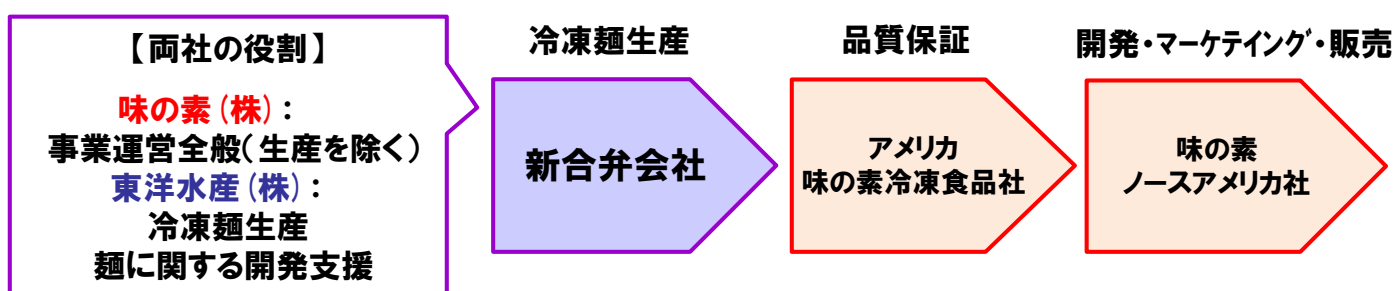 【両社の役割】
味の素(株):
事業運営全般(生産を除く)
東洋水産(株):
冷凍麺生産
麺に関する開発支援
冷凍麺生産
新合弁会社
品質保証
アメリカ
味の素冷凍食品社
開発・マーケテイング・販売
味の素
ノースアメリカ社